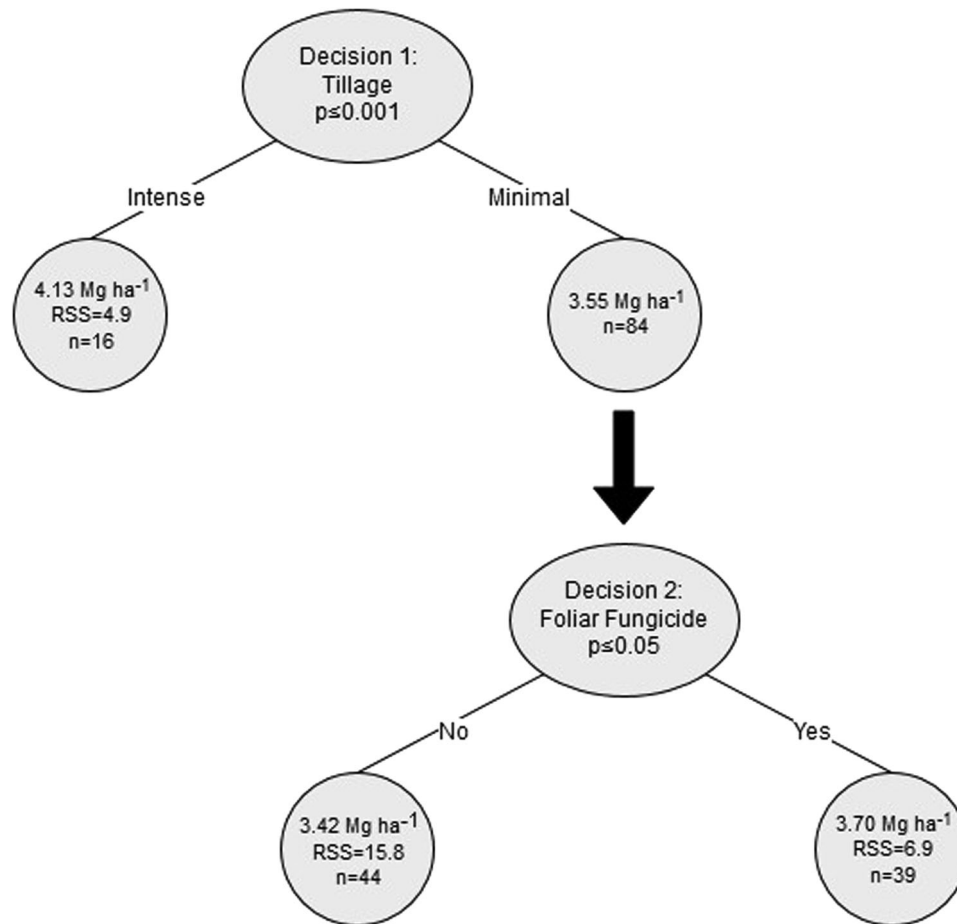 Decision 1:
Tillage
p≤0.001
Intense
Minimal
4.13 Mg ha⁻¹
RSS=4.9
n=16
3.55 Mg ha⁻¹
n=84
Decision 2:
Foliar Fungicide
p≤0.05
No
Yes
3.42 Mg ha⁻¹
RSS=15.8
n=44
3.70 Mg ha⁻¹
RSS=6.9
n=39